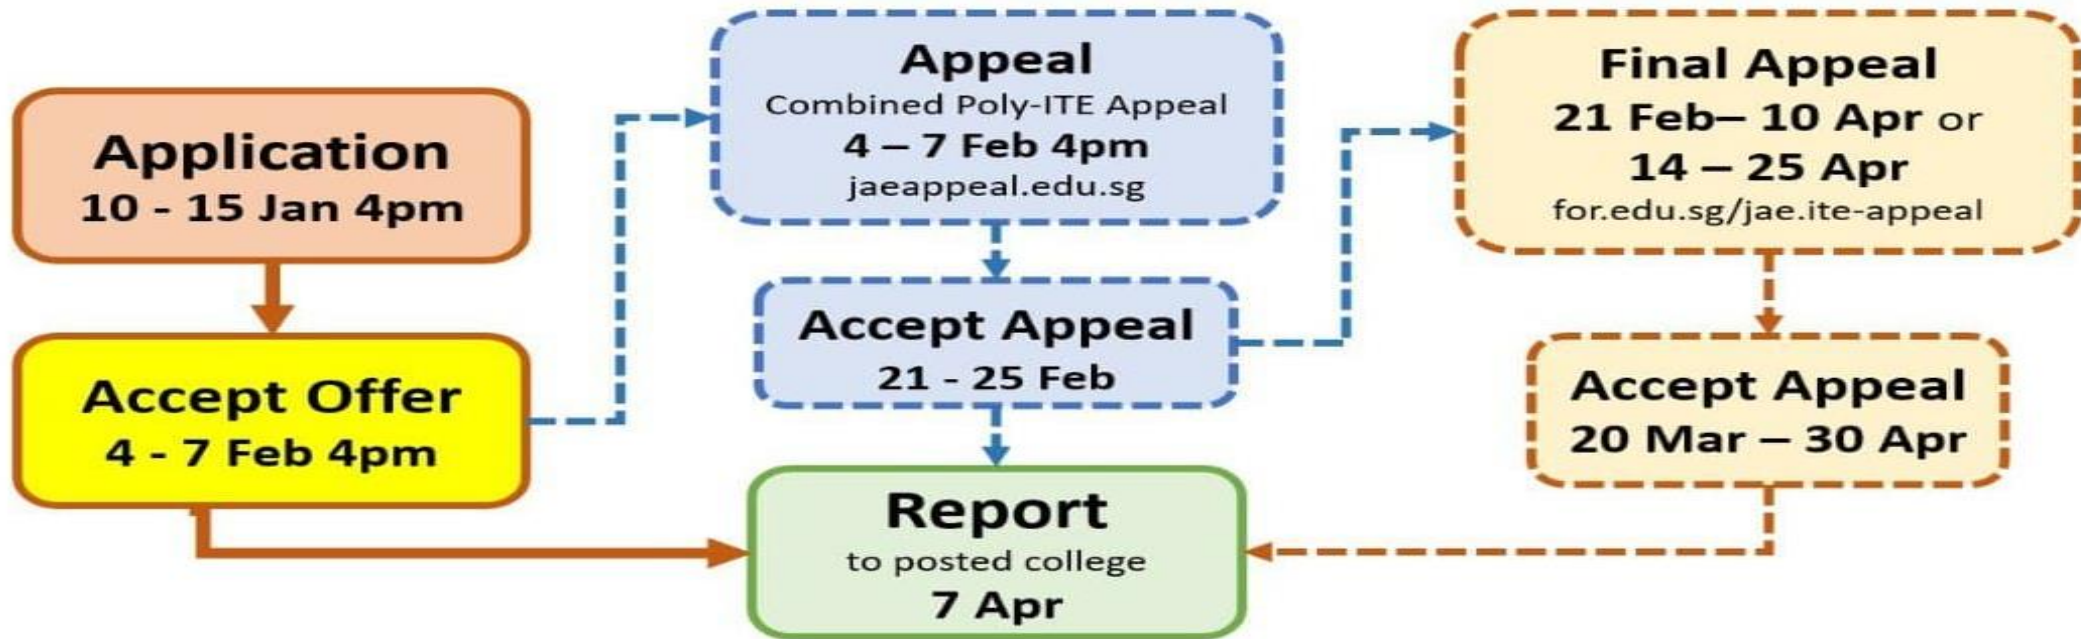 Application
10 - 15 Jan 4pm
Accept Offer
4 - 7 Feb 4pm
Appeal
Combined Poly-ITE Appeal
4 – 7 Feb 4pm
jaeappeal.edu.sg
Accept Appeal
21 - 25 Feb
Report
to posted college
7 Apr
Final Appeal
21 Feb– 10 Apr or
14 – 25 Apr
for.edu.sg/jae.ite-appeal
Accept Appeal
20 Mar – 30 Apr